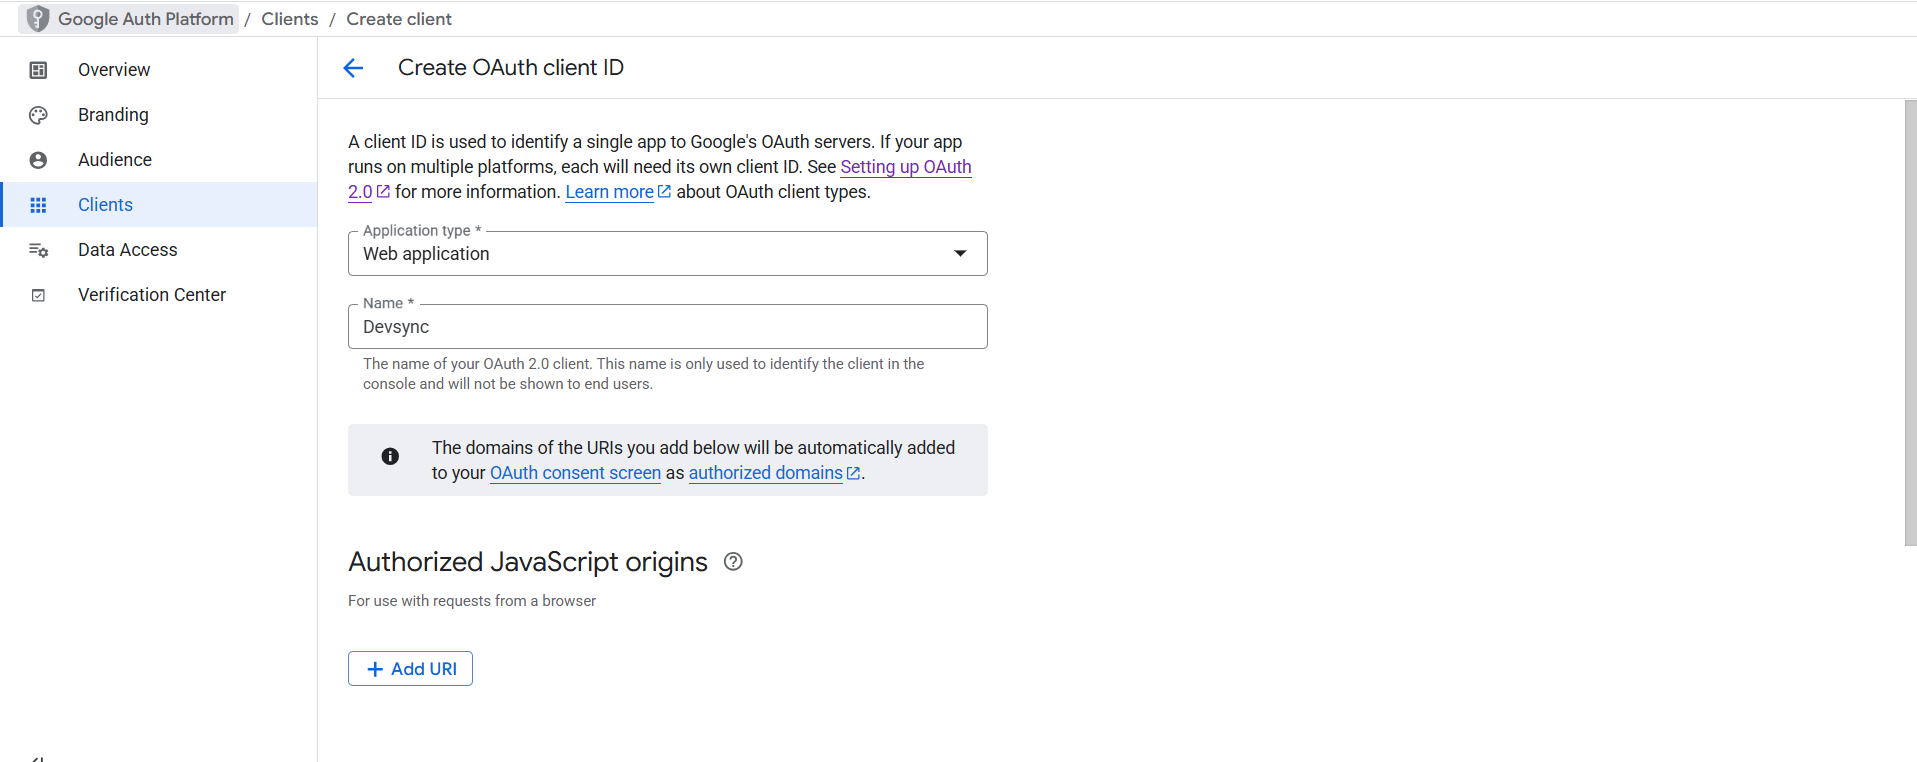 Google Auth Platform / Clients / Create client
Overview
Branding
Audience
Clients
Data Access
Verification Center
Create OAuth client ID
A client ID is used to identify a single app to Google's OAuth servers. If your app
runs on multiple platforms, each will need its own client ID. See Setting up OAuth
2.0 for more information. Learn more about OAuth client types.
Application type *
Web application
Name *
Devsync
The name of your OAuth 2.0 client. This name is only used to identify the client in the
console and will not be shown to end users.
The domains of the URIs you add below will be automatically added
to your OAuth consent screen as authorized domains.
Authorized JavaScript origins
For use with requests from a browser
+ Add URI